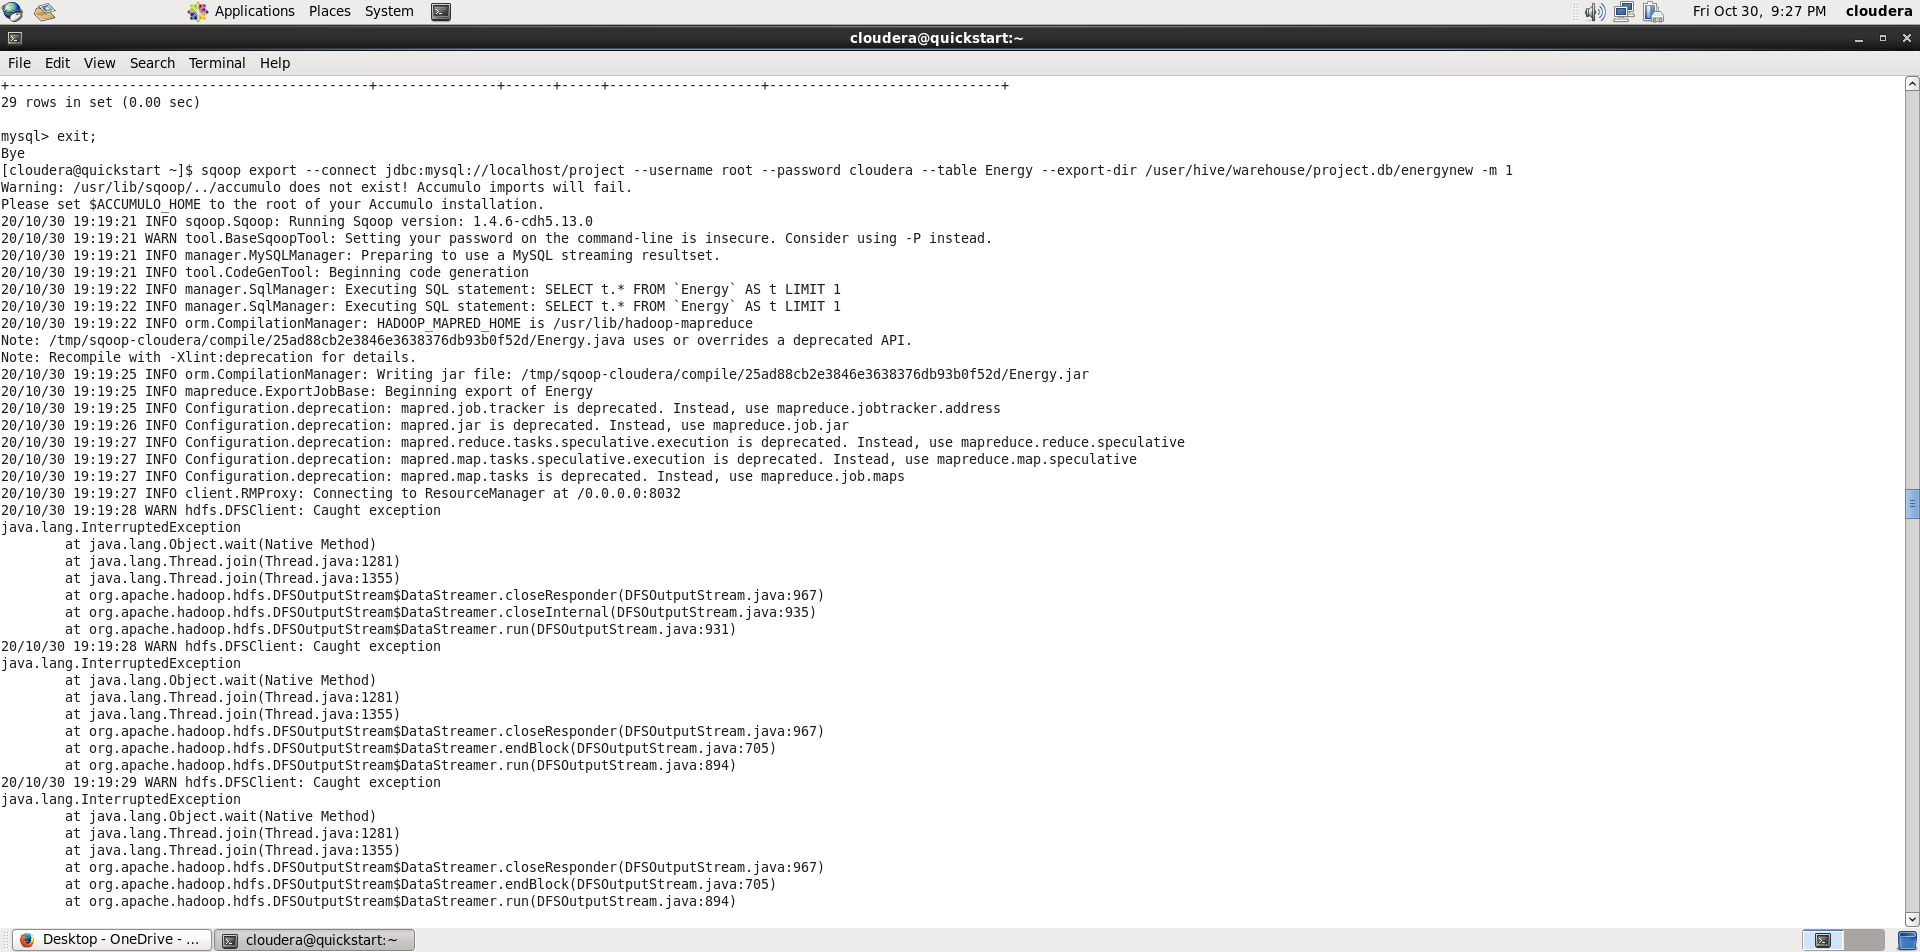 Applications Places System Fri Oct 30, 9:27 PM cloudera
cloudera@quickstart:~
File Edit View Search Terminal Help
+---------------------------------------------+---------------+------+-----+-------------------+-----------------------------+
29 rows in set (0.00 sec)
mysql> exit;
Bye
[cloudera@quickstart ~]$ sqoop export --connect jdbc:mysql://localhost/project --username root --password cloudera --table Energy --export-dir /user/hive/warehouse/project.db/energynew -m 1
Warning: /usr/lib/sqoop/../accumulo does not exist! Accumulo imports will fail.
Please set $ACCUMULO_HOME to the root of your Accumulo installation.
20/10/30 19:19:21 INFO sqoop.Sqoop: Running Sqoop version: 1.4.6-cdh5.13.0
20/10/30 19:19:21 WARN tool.BaseSqoopTool: Setting your password on the command-line is insecure. Consider using -P instead.
20/10/30 19:19:21 INFO manager.MySQLManager: Preparing to use a MySQL streaming resultset.
20/10/30 19:19:21 INFO tool.CodeGenTool: Beginning code generation
20/10/30 19:19:22 INFO manager.SqlManager: Executing SQL statement: SELECT t.* FROM `Energy` AS t LIMIT 1
20/10/30 19:19:22 INFO manager.SqlManager: Executing SQL statement: SELECT t.* FROM `Energy` AS t LIMIT 1
20/10/30 19:19:22 INFO orm.CompilationManager: HADOOP_MAPRED_HOME is /usr/lib/hadoop-mapreduce
Note: /tmp/sqoop-cloudera/compile/25ad88cb2e3846e3638376db93b0f52d/Energy.java uses or overrides a deprecated API.
Note: Recompile with -Xlint:deprecation for details.
20/10/30 19:19:25 INFO orm.CompilationManager: Writing jar file: /tmp/sqoop-cloudera/compile/25ad88cb2e3846e3638376db93b0f52d/Energy.jar
20/10/30 19:19:25 INFO mapreduce.ExportJobBase: Beginning export of Energy
20/10/30 19:19:25 INFO Configuration.deprecation: mapred.job.tracker is deprecated. Instead, use mapreduce.jobtracker.address
20/10/30 19:19:26 INFO Configuration.deprecation: mapred.jar is deprecated. Instead, use mapreduce.job.jar
20/10/30 19:19:27 INFO Configuration.deprecation: mapred.reduce.tasks.speculative.execution is deprecated. Instead, use mapreduce.reduce.speculative
20/10/30 19:19:27 INFO Configuration.deprecation: mapred.map.tasks.speculative.execution is deprecated. Instead, use mapreduce.map.speculative
20/10/30 19:19:27 INFO Configuration.deprecation: mapred.map.tasks is deprecated. Instead, use mapreduce.job.maps
20/10/30 19:19:27 INFO client.RMProxy: Connecting to ResourceManager at /0.0.0.0:8032
20/10/30 19:19:28 WARN hdfs.DFSClient: Caught exception
java.lang.InterruptedException
at java.lang.Object.wait(Native Method)
at java.lang.Thread.join(Thread.java:1281)
at java.lang.Thread.join(Thread.java:1355)
at org.apache.hadoop.hdfs.DFSOutputStream$DataStreamer.closeResponder(DFSOutputStream.java:967)
at org.apache.hadoop.hdfs.DFSOutputStream$DataStreamer.closeInternal(DFSOutputStream.java:935)
at org.apache.hadoop.hdfs.DFSOutputStream$DataStreamer.run(DFSOutputStream.java:931)
20/10/30 19:19:28 WARN hdfs.DFSClient: Caught exception
java.lang.InterruptedException
at java.lang.Object.wait(Native Method)
at java.lang.Thread.join(Thread.java:1281)
at java.lang.Thread.join(Thread.java:1355)
at org.apache.hadoop.hdfs.DFSOutputStream$DataStreamer.closeResponder(DFSOutputStream.java:967)
at org.apache.hadoop.hdfs.DFSOutputStream$DataStreamer.endBlock(DFSOutputStream.java:705)
at org.apache.hadoop.hdfs.DFSOutputStream$DataStreamer.run(DFSOutputStream.java:894)
20/10/30 19:19:29 WARN hdfs.DFSClient: Caught exception
java.lang.InterruptedException
at java.lang.Object.wait(Native Method)
at java.lang.Thread.join(Thread.java:1281)
at java.lang.Thread.join(Thread.java:1355)
at org.apache.hadoop.hdfs.DFSOutputStream$DataStreamer.closeResponder(DFSOutputStream.java:967)
at org.apache.hadoop.hdfs.DFSOutputStream$DataStreamer.endBlock(DFSOutputStream.java:705)
at org.apache.hadoop.hdfs.DFSOutputStream$DataStreamer.run(DFSOutputStream.java:894)
Desktop - OneDrive - ... cloudera@quickstart:~